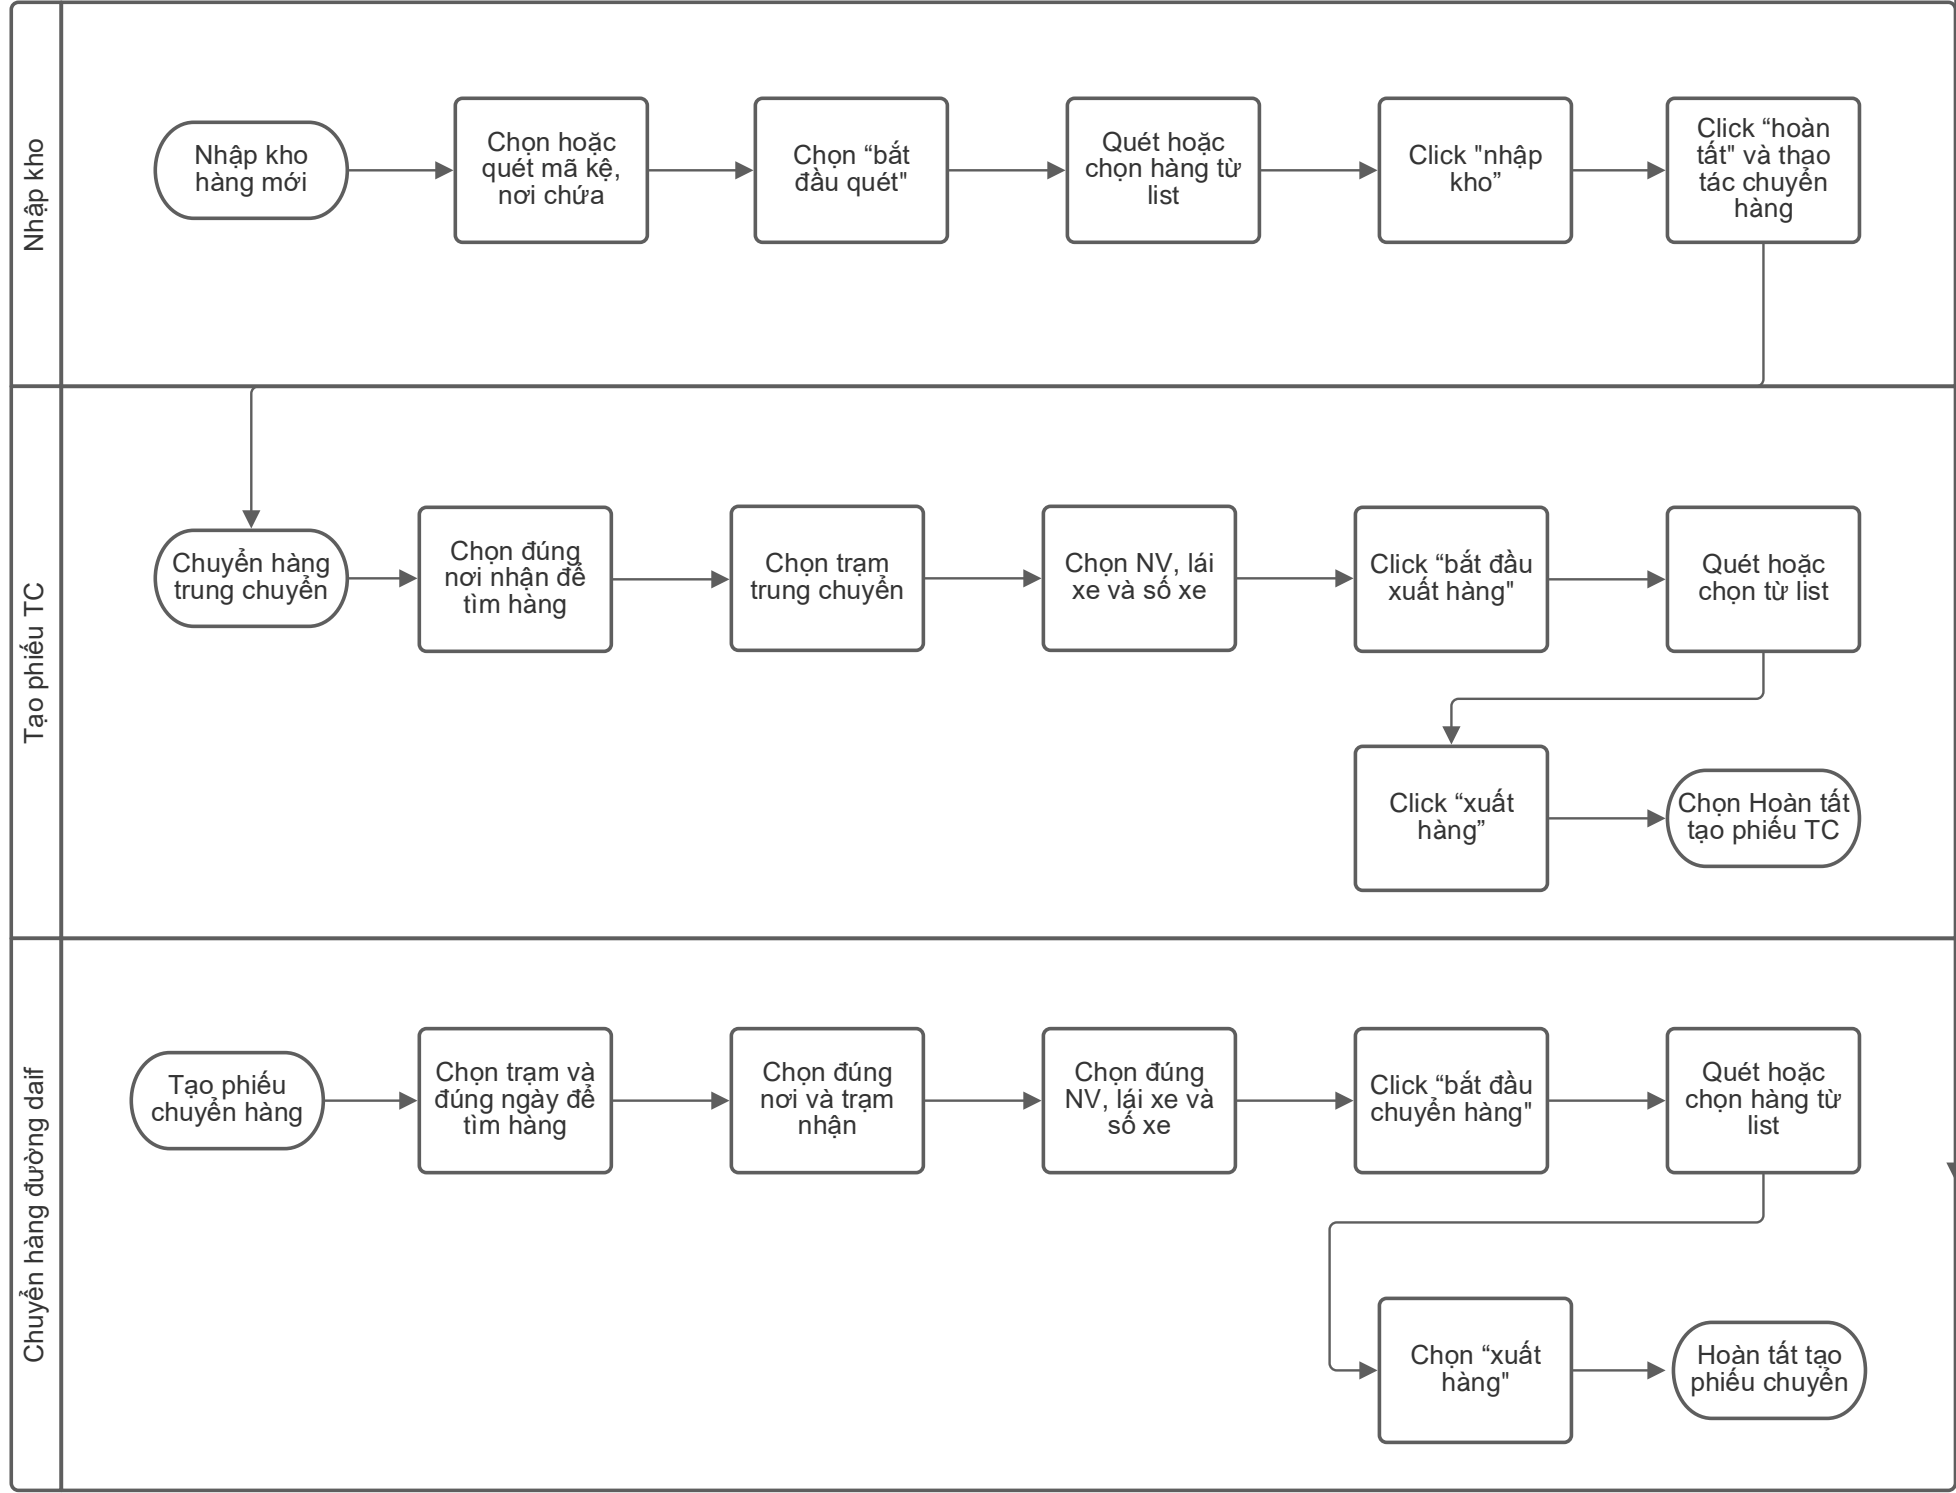 Nhập kho
Nhập kho
hàng mới
Chọn hoặc
quét mã kệ,
nơi chứa
Chọn “bắt
đầu quét"
Quét hoặc
chọn hàng từ
list
Click "nhập
kho”
Click “hoàn
tất" và thao
tác chuyển
hàng
Tạo phiếu TC
Chuyển hàng
trung chuyển
Chọn đúng
nơi nhận để
tìm hàng
Chọn trạm
trung chuyển
Chọn NV, lái
xe và số xe
Click “bắt đầu
xuất hàng"
Quét hoặc
chọn từ list
Click “xuất
hàng”
Chọn Hoàn tất
tạo phiếu TC
Chuyển hàng đường daif
Tạo phiếu
chuyển hàng
Chọn trạm và
đúng ngày để
tìm hàng
Chọn đúng
nơi và trạm
nhận
Chọn đúng
NV, lái xe và
số xe
Click “bắt đầu
chuyển hàng"
Quét hoặc
chọn hàng từ
list
Chọn “xuất
hàng"
Hoàn tất tạo
phiếu chuyển